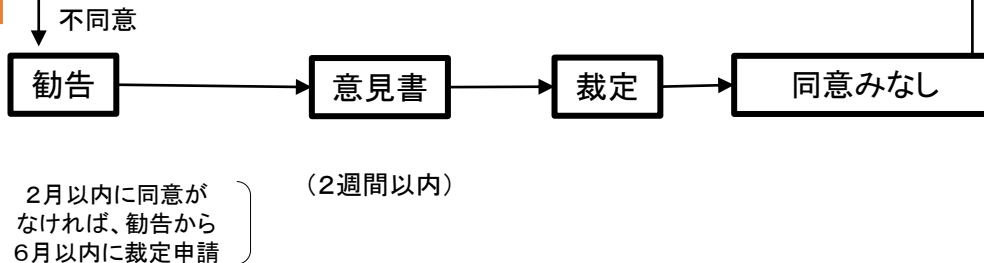 不同意
勧告
意見書
裁定
同意みなし
(２週間以内)
２月以内に同意が
なければ、勧告から
６月以内に裁定申請